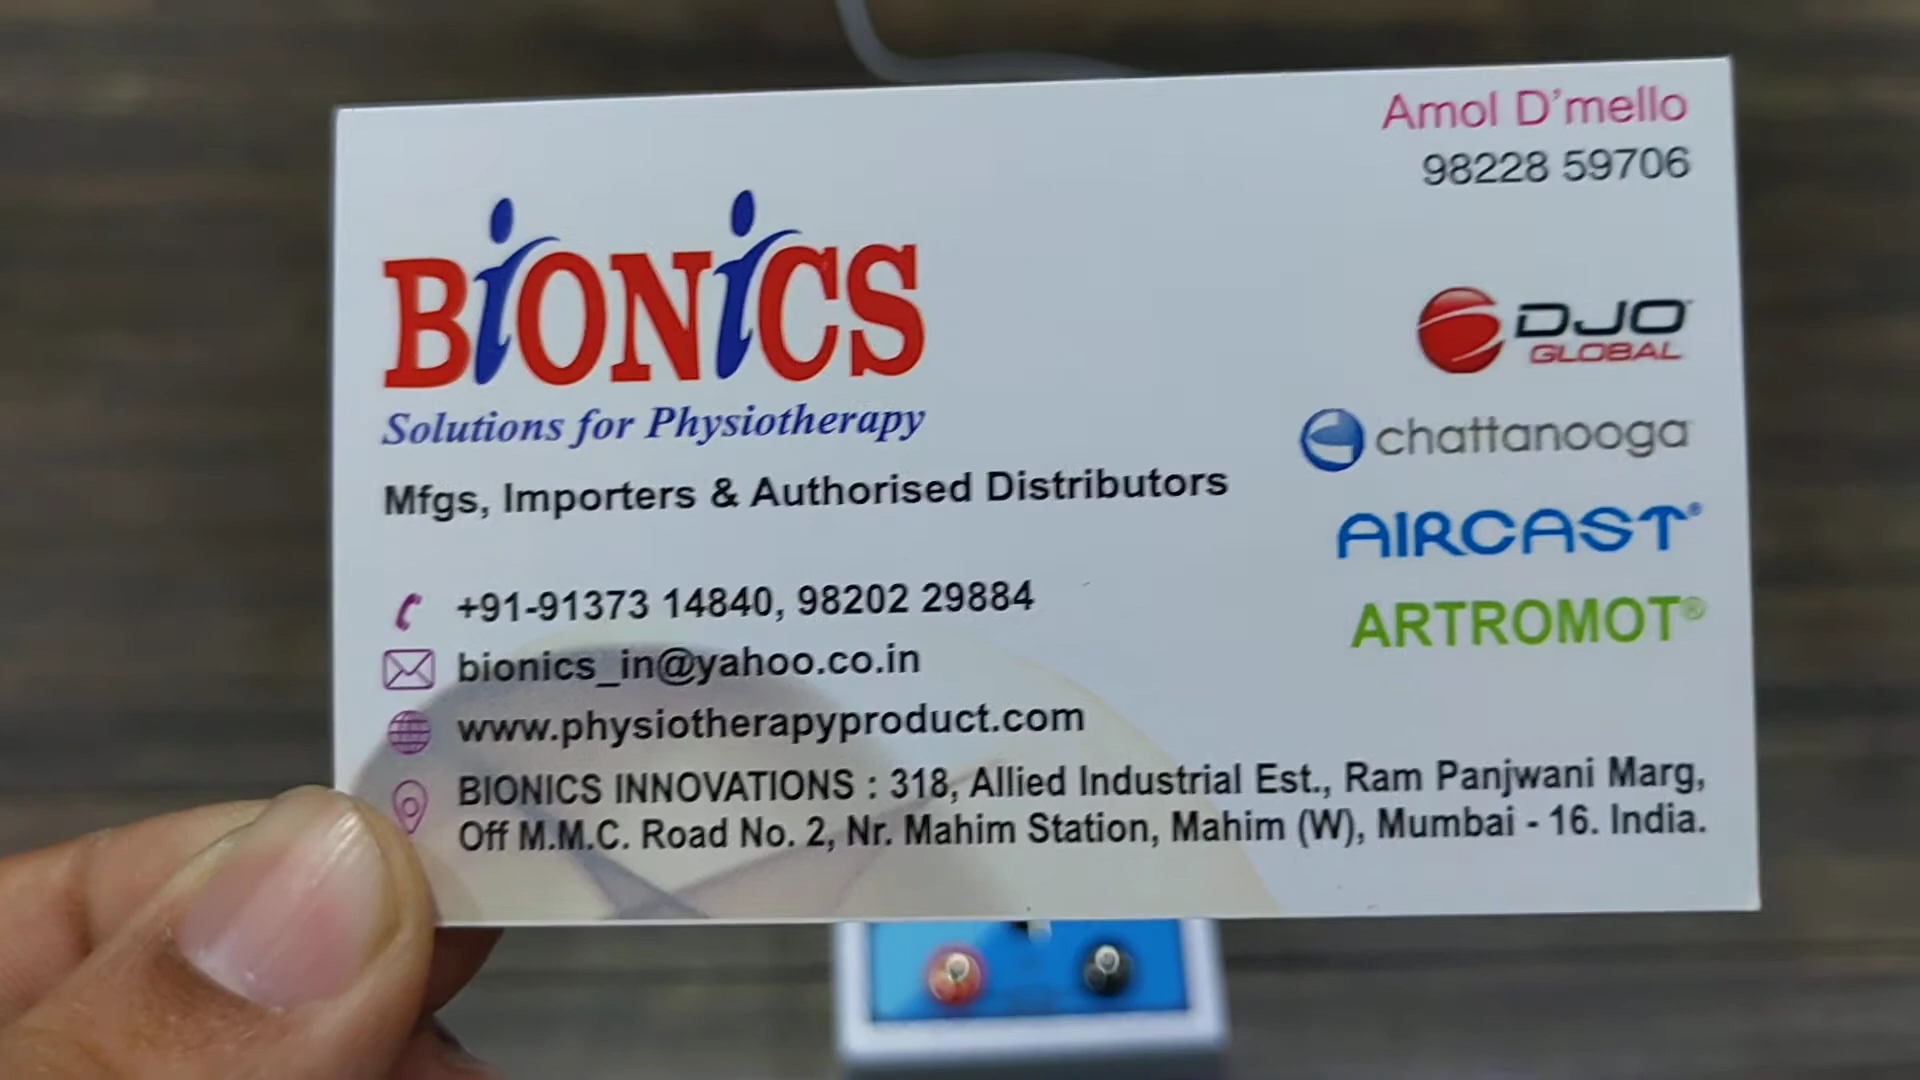 Amol D'mello
98228 59706
BiONiCS
Solutions for Physiotherapy
Mfgs, Importers & Authorised Distributors
DJO
GLOBAL
chattanooga
AIRCAST®
ARTROMOT®
+91-91373 14840, 98202 29884
bionics_in@yahoo.co.in
www.physiotherapyproduct.com
BIONICS INNOVATIONS : 318, Allied Industrial Est., Ram Panjwani Marg,
Off M.M.C. Road No. 2, Nr. Mahim Station, Mahim (W), Mumbai - 16. India.